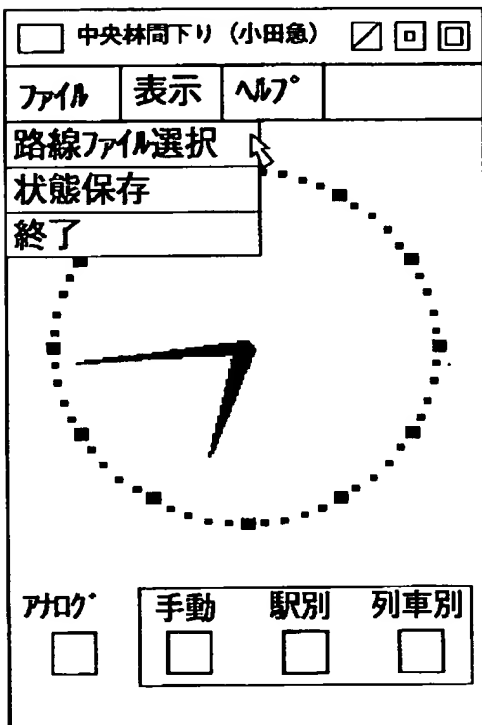 中央林間下り（小田急）
ﾌｧｲﾙ 表示 ﾍﾙﾌﾟ
路線ﾌｧｲﾙ選択
状態保存
終了
ｱﾅﾛｸﾞ 手動 駅別 列車別